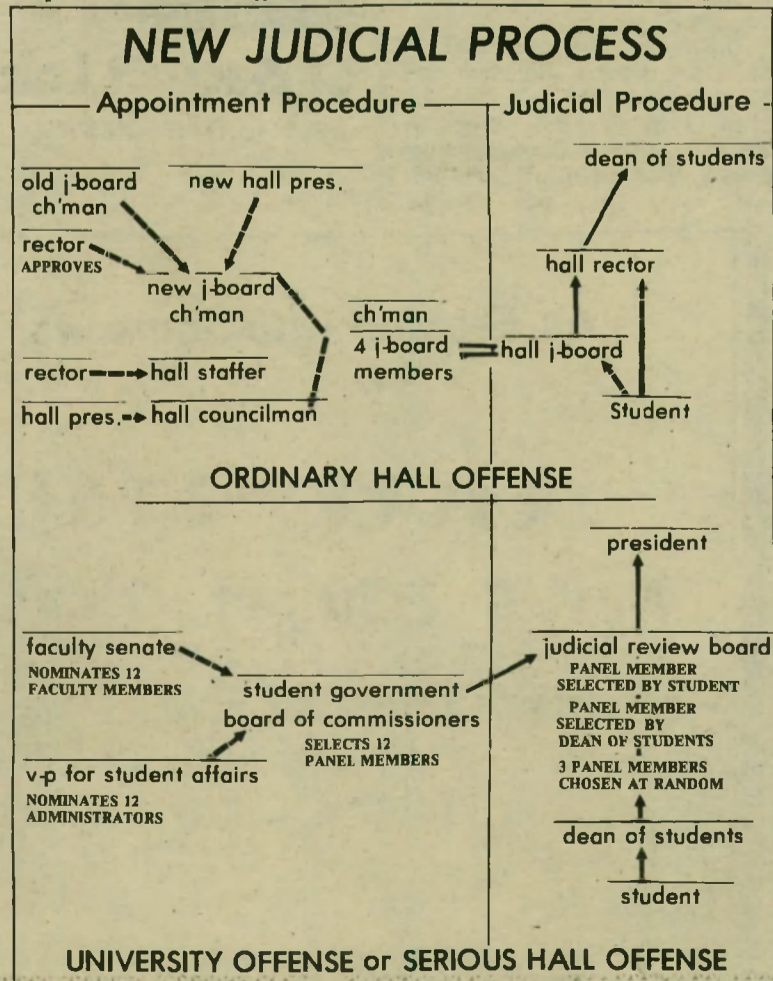 NEW JUDICIAL PROCESS
Appointment Procedure
Judicial Procedure
old j-board
ch'man
new hall pres.
rector
APPROVES
new j-board
ch'man
rector
hall staffer
hall pres.
hall councilman
ch'man
4 j-board
members
dean of students
hall rector
hall j-board
Student
ORDINARY HALL OFFENSE
faculty senate
NOMINATES 12
FACULTY MEMBERS
student government
board of commissioners
SELECTS 12
PANEL MEMBERS
v-p for student affairs
NOMINATES 12
ADMINISTRATORS
president
judicial review board
PANEL MEMBER
SELECTED BY STUDENT
PANEL MEMBER
SELECTED BY
DEAN OF STUDENTS
3 PANEL MEMBERS
CHOSEN AT RANDOM
dean of students
student
UNIVERSITY OFFENSE or SERIOUS HALL OFFENSE